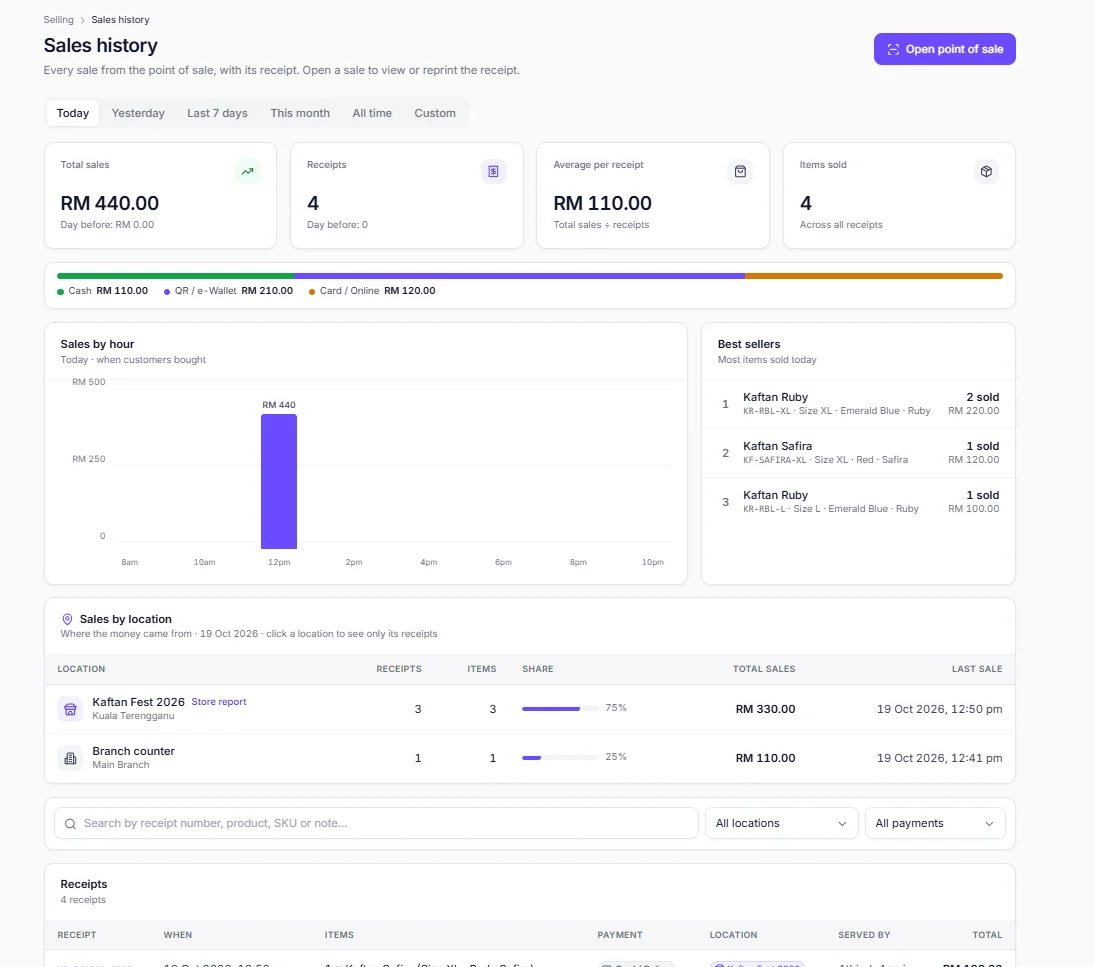 Selling > Sales history
Sales history
Open point of sale
Every sale from the point of sale, with its receipt. Open a sale to view or reprint the receipt.
Today Yesterday Last 7 days This month All time Custom
Total sales
RM 440.00
Day before: RM 0.00
Receipts
4
Day before: 0
Average per receipt
RM 110.00
Total sales ÷ receipts
Items sold
4
Across all receipts
Cash RM 110.00 QR / e-Wallet RM 210.00 Card / Online RM 120.00
Sales by hour
Today · when customers bought
RM 500
RM 440
RM 250
0
8am 10am 12pm 2pm 4pm 6pm 8pm 10pm
Best sellers
Most items sold today
1 Kaftan Ruby 2 sold
KR-RBL-XL · Size XL · Emerald Blue · Ruby RM 220.00
2 Kaftan Safira 1 sold
KF-SAFIRA-XL · Size XL · Red · Safira RM 120.00
3 Kaftan Ruby 1 sold
KR-RBL-L · Size L · Emerald Blue · Ruby RM 100.00
Sales by location
Where the money came from · 19 Oct 2026 · click a location to see only its receipts
LOCATION RECEIPTS ITEMS SHARE TOTAL SALES LAST SALE
Kaftan Fest 2026 Store report 3 3 75% RM 330.00 19 Oct 2026, 12:50 pm
Kuala Terengganu
Branch counter 1 1 25% RM 110.00 19 Oct 2026, 12:41 pm
Main Branch
Search by receipt number, product, SKU or note...
All locations
All payments
Receipts
4 receipts
RECEIPT WHEN ITEMS PAYMENT LOCATION SERVED BY TOTAL